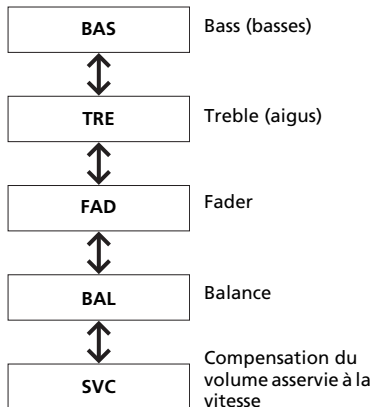 BAS Bass (basses)
TRE Treble (aigus)
FAD Fader
BAL Balance
SVC Compensation du
volume asservie à la
vitesse